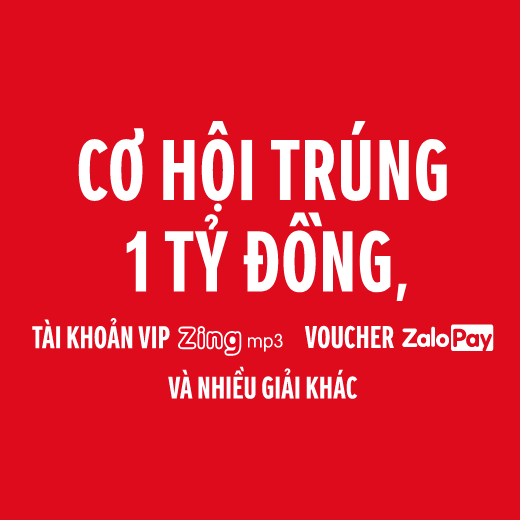 CƠ HỘI TRÚNG
1 TỶ ĐỒNG,
TÀI KHOẢN VIP Zing mp3 VOUCHER ZaloPay
VÀ NHIỀU GIẢI KHÁC